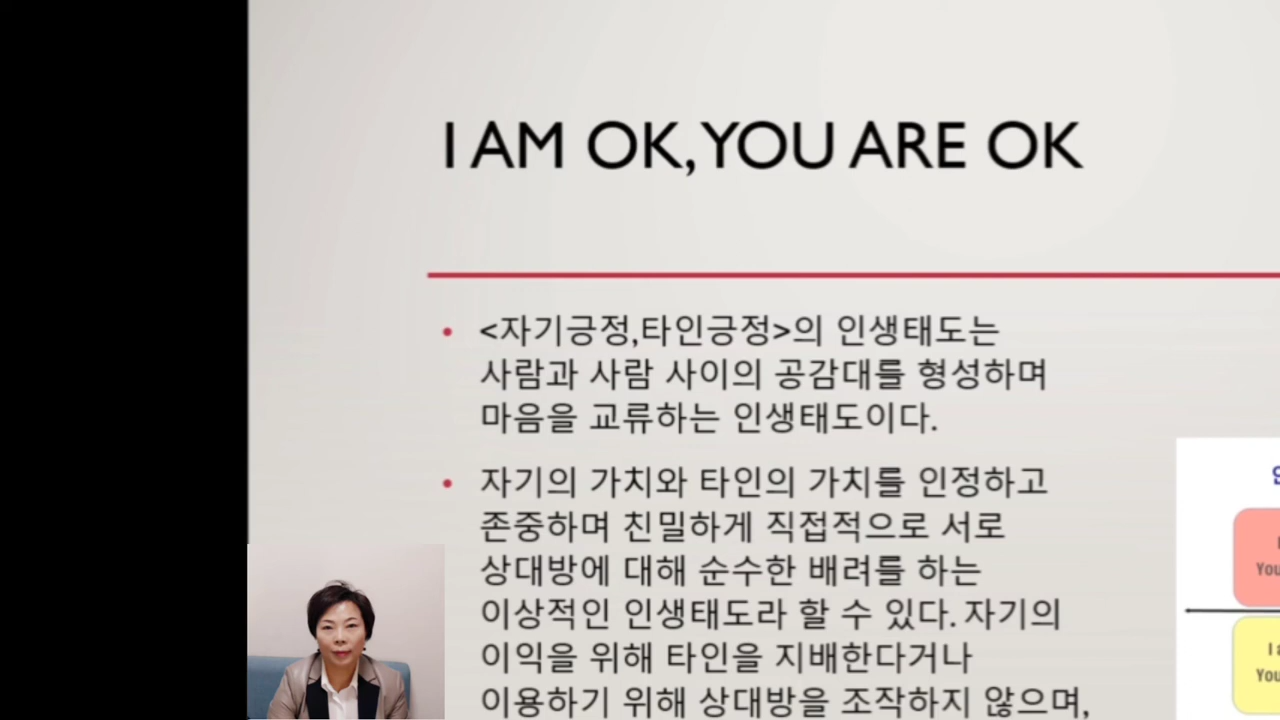 I AM OK, YOU ARE OK
• <자기긍정,타인긍정>의 인생태도는
사람과 사람 사이의 공감대를 형성하며
마음을 교류하는 인생태도이다.
• 자기의 가치와 타인의 가치를 인정하고
존중하며 친밀하게 직접적으로 서로
상대방에 대해 순수한 배려를 하는
이상적인 인생태도라 할 수 있다. 자기의
이익을 위해 타인을 지배한다거나
이용하기 위해 상대방을 조작하지 않으며,
You
I a
You